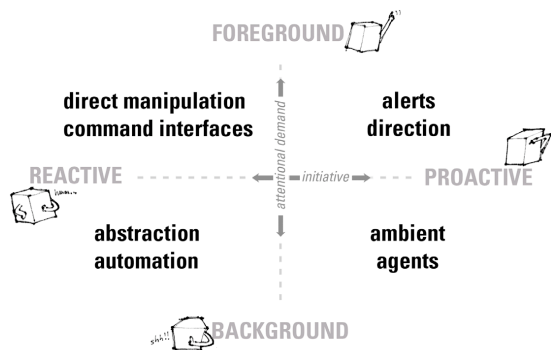 FOREGROUND
!!
direct manipulation
command interfaces
alerts
direction
attentional demand
REACTIVE
initiative
PROACTIVE
abstraction
automation
ambient
agents
shh!!
BACKGROUND